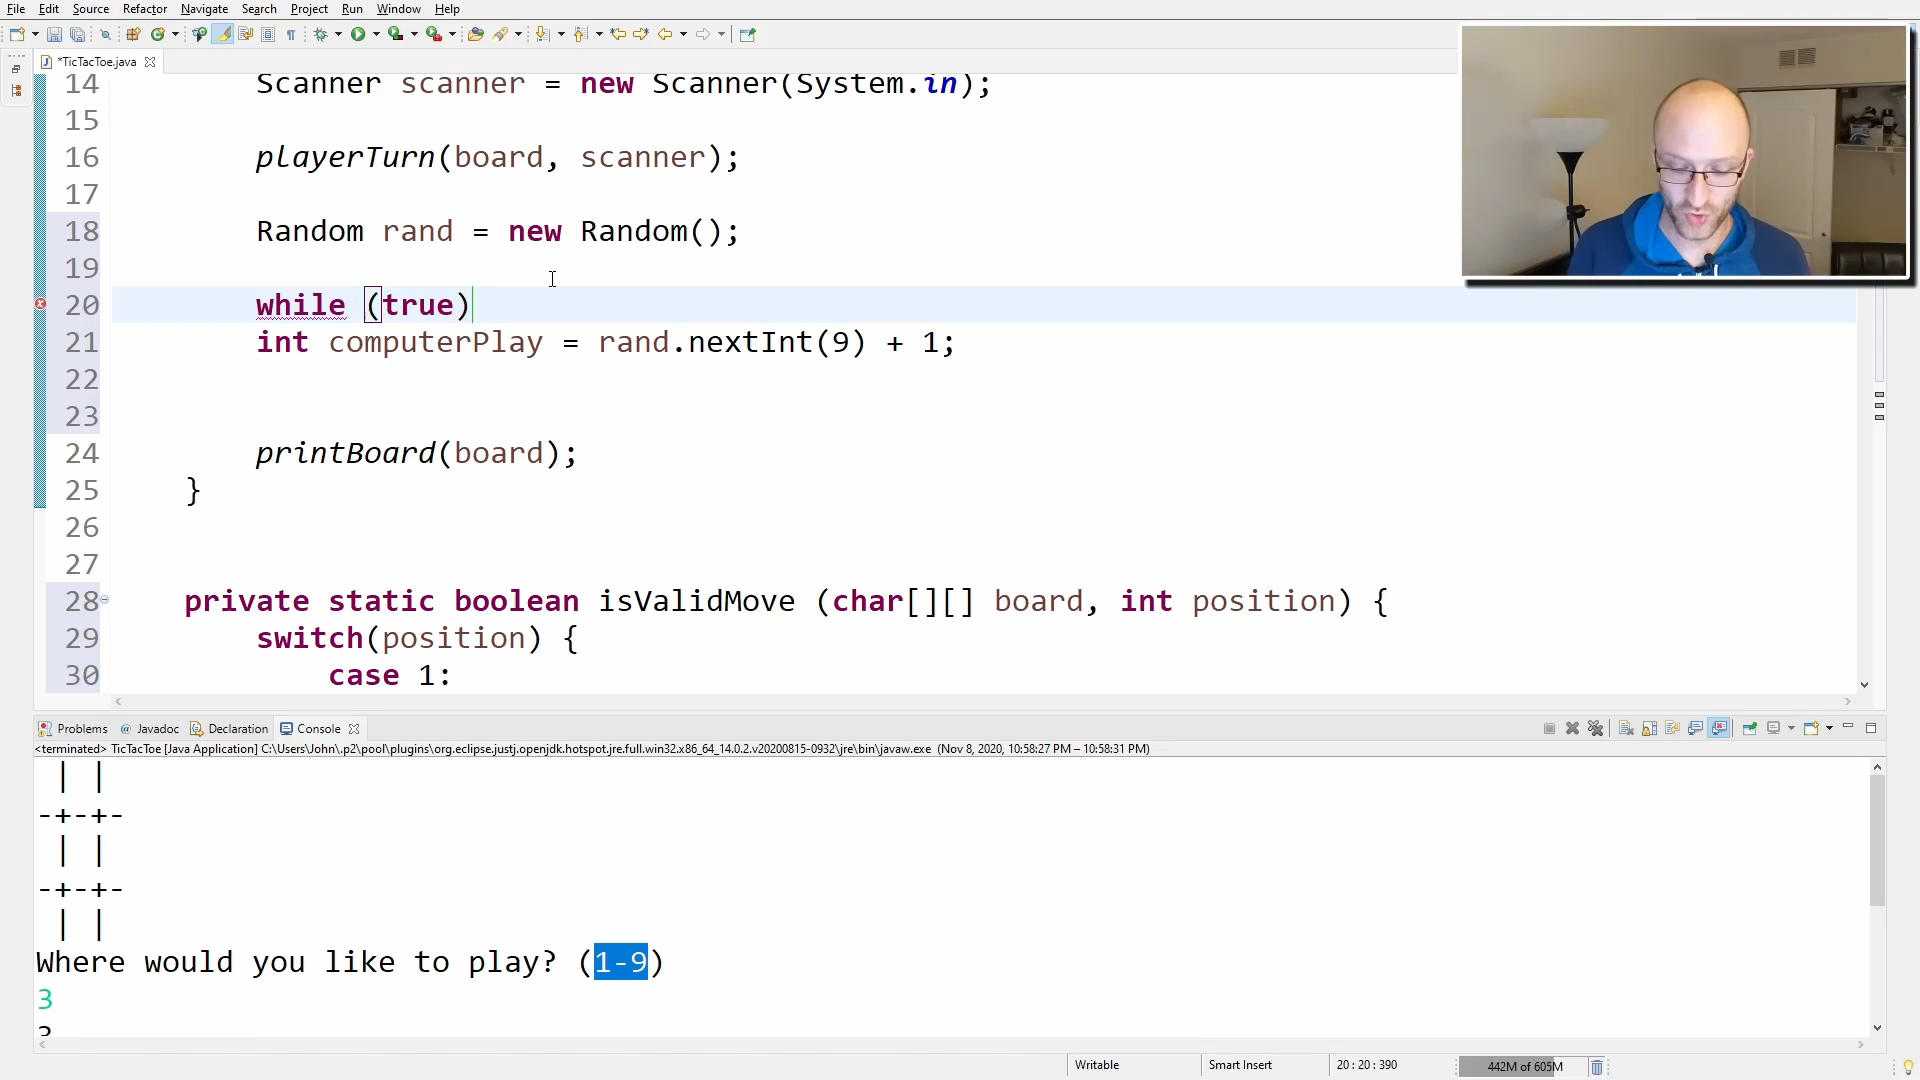 File Edit Source Refactor Navigate Search Project Run Window Help
*TicTacToe.java
14 Scanner scanner = new Scanner(System.in);
15
16 playerTurn(board, scanner);
17
18 Random rand = new Random();
19
20 while (true)
21 int computerPlay = rand.nextInt(9) + 1;
22
23
24 printBoard(board);
25 }
26
27
28 private static boolean isValidMove (char[][] board, int position) {
29 switch(position) {
30 case 1:
Problems Javadoc Declaration Console
<terminated> TicTacToe [Java Application] C:\Users\John\.p2\pool\plugins\org.eclipse.justj.openjdk.hotspot.jre.full.win32.x86_64_14.0.2.v20200815-0932\jre\bin\javaw.exe (Nov 8, 2020, 10:58:27 PM – 10:58:31 PM)
| |
-+-+-
| |
-+-+-
| |
Where would you like to play? (1-9)
3
3
Writable Smart Insert 20 : 20 : 390 442M of 605M